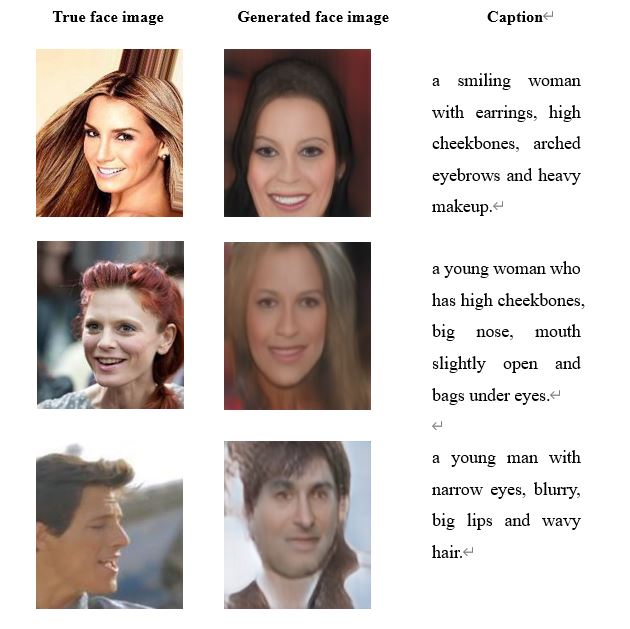 True face image Generated face image Caption↵
a smiling woman
with earrings, high
cheekbones, arched
eyebrows and heavy
makeup.↵
a young woman who
has high cheekbones,
big nose, mouth
slightly open and
bags under eyes.↵
↵
a young man with
narrow eyes, blurry,
big lips and wavy
hair.↵